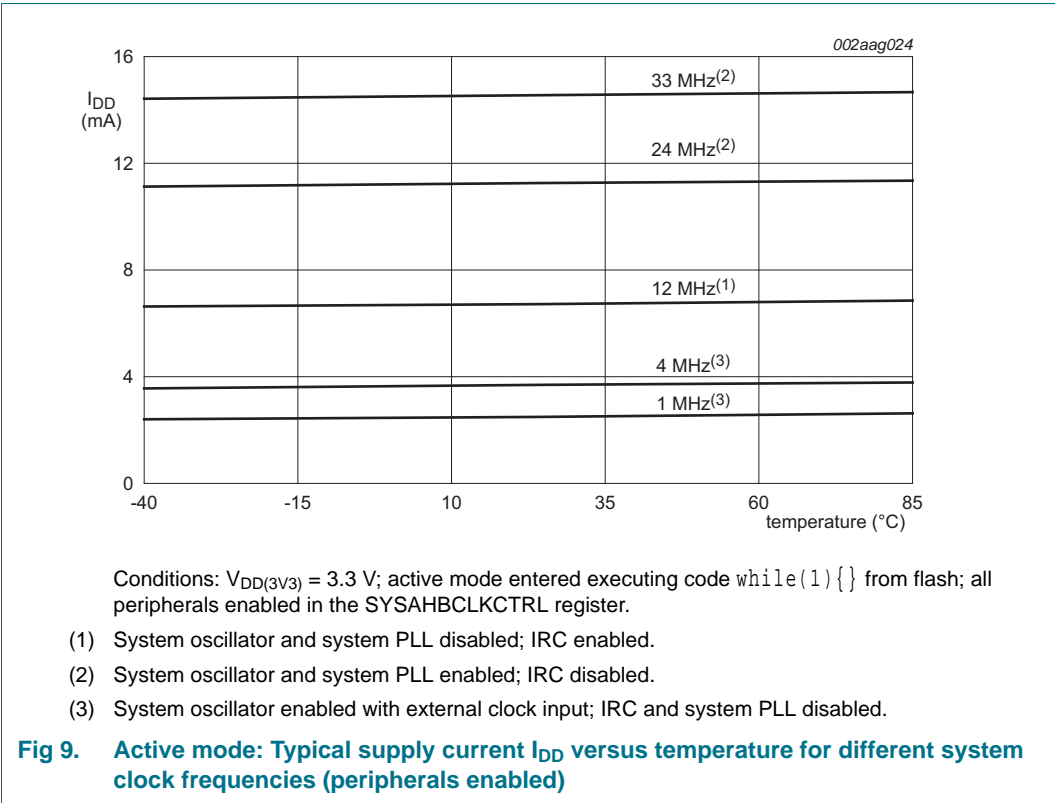 002aag024
16
I_DD
(mA)
33 MHz(2)
12
24 MHz(2)
8
12 MHz(1)
4
4 MHz(3)
1 MHz(3)
0
-40 -15 10 35 60 85
temperature (°C)
Conditions: V_DD(3V3) = 3.3 V; active mode entered executing code while(1){} from flash; all
peripherals enabled in the SYSAHBCLKCTRL register.
(1) System oscillator and system PLL disabled; IRC enabled.
(2) System oscillator and system PLL enabled; IRC disabled.
(3) System oscillator enabled with external clock input; IRC and system PLL disabled.
Fig 9. Active mode: Typical supply current I_DD versus temperature for different system
clock frequencies (peripherals enabled)